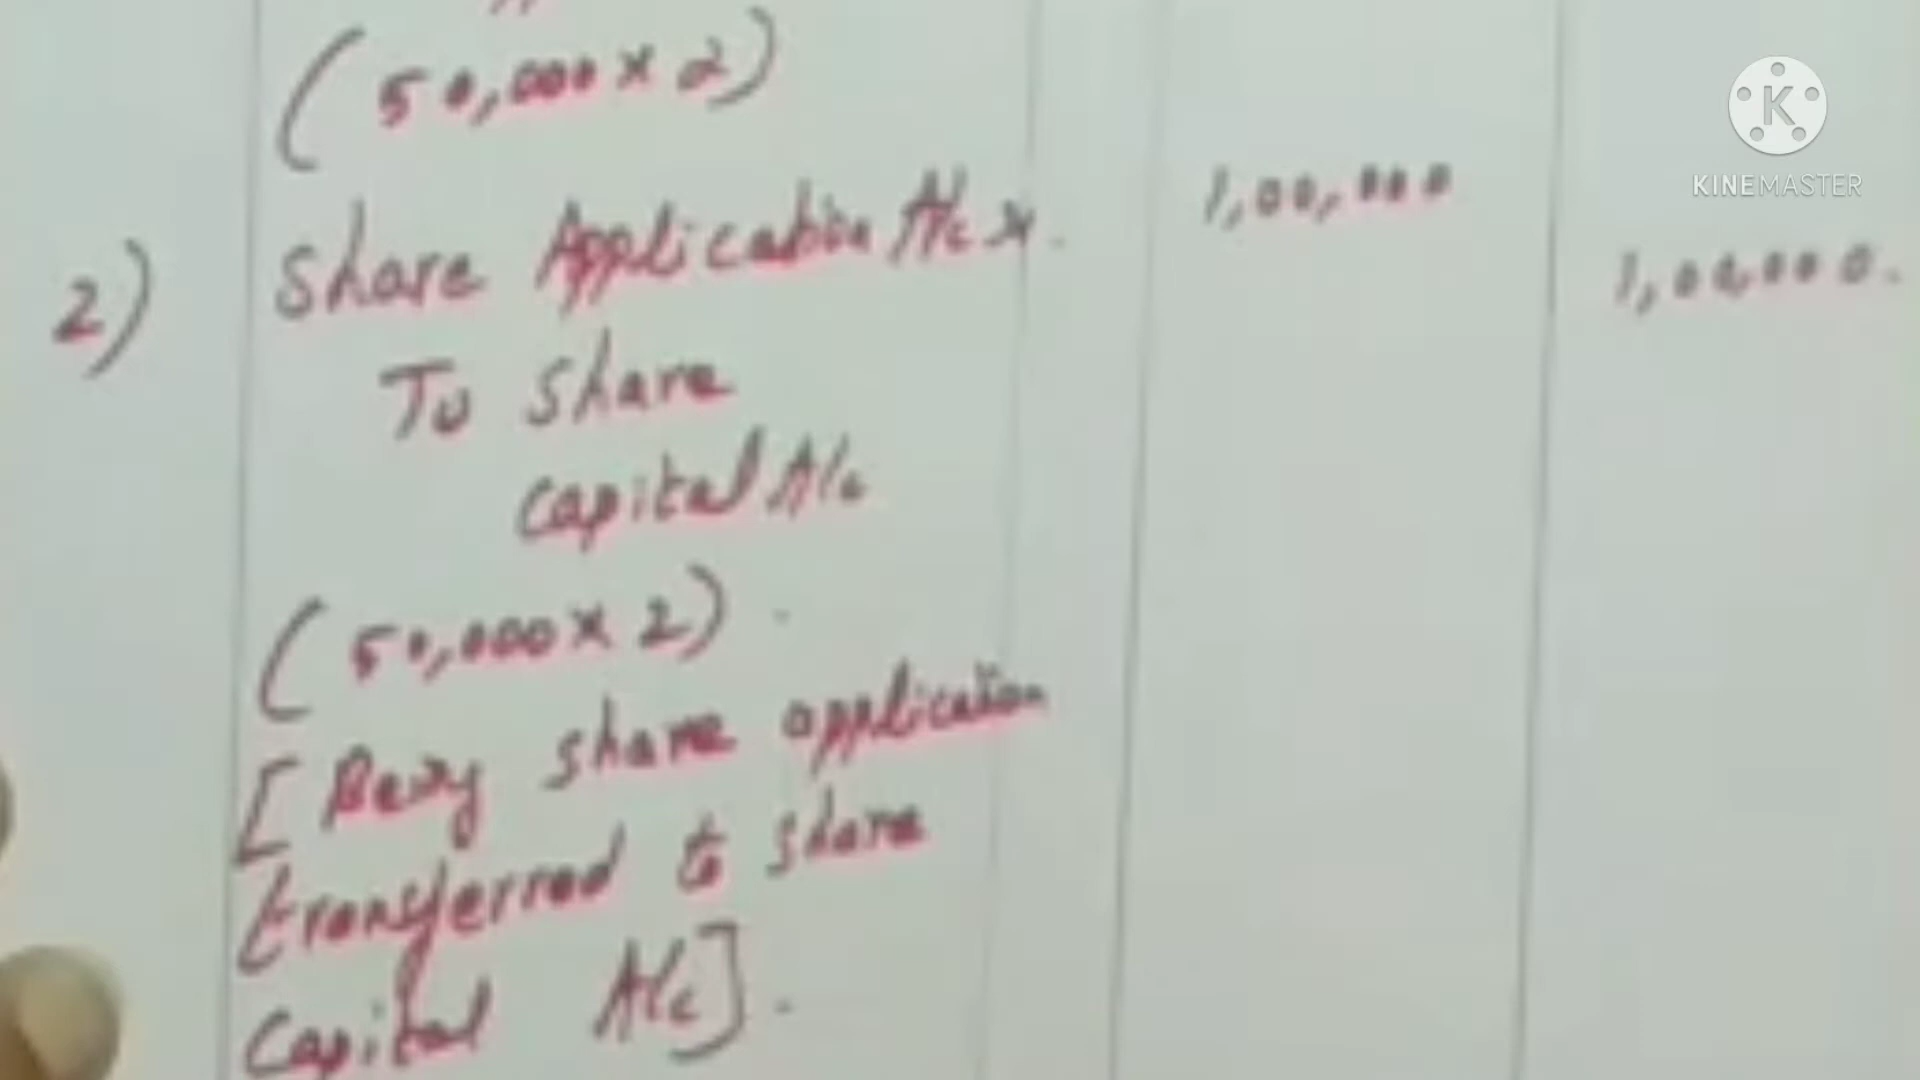 (50,000 × 2)
2) Share Application A/c Dr. 1,00,000
To Share 1,00,000.
Capital A/c
(50,000 × 2).
[Being share application
transferred to share
Capital A/c].
K
KINEMASTER